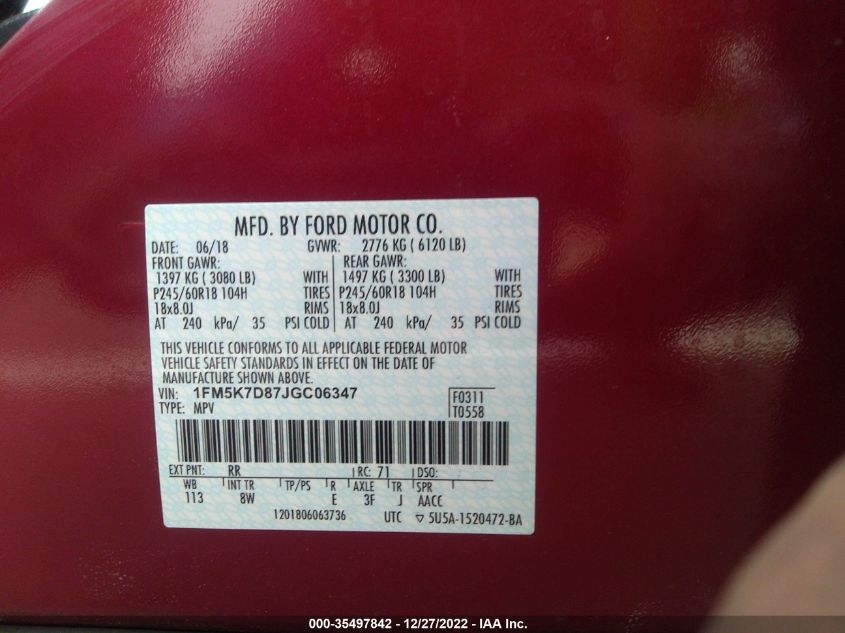 MFD. BY FORD MOTOR CO.
DATE: 06/18 GVWR: 2776 KG ( 6120 LB)
FRONT GAWR: REAR GAWR:
1397 KG ( 3080 LB) WITH 1497 KG ( 3300 LB) WITH
P245/60R18 104H TIRES P245/60R18 104H TIRES
18x8.0J RIMS 18x8.0J RIMS
AT 240 kPa/ 35 PSI COLD AT 240 kPa/ 35 PSI COLD
THIS VEHICLE CONFORMS TO ALL APPLICABLE FEDERAL MOTOR
VEHICLE SAFETY STANDARDS IN EFFECT ON THE DATE OF
MANUFACTURE SHOWN ABOVE.
VIN: 1FM5K7D87JGC06347 F0311
TYPE: MPV T0558
EXT PNT: RR RC: 71 DSO:
WB INT TR TP/PS R AXLE TR SPR
113 8W E 3F J AACE
1201806063736 UTC ▽ 5U5A-1520472-BA
000-35497842 - 12/27/2022 - IAA Inc.